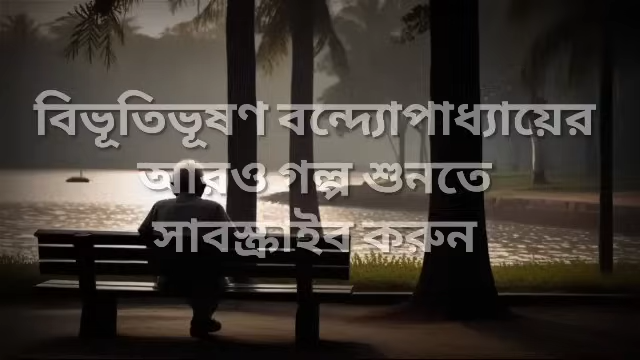 বিভূতিভূষণ বন্দ্যোপাধ্যায়ের
আরও গল্প শুনতে
সাবস্ক্রাইব করুন